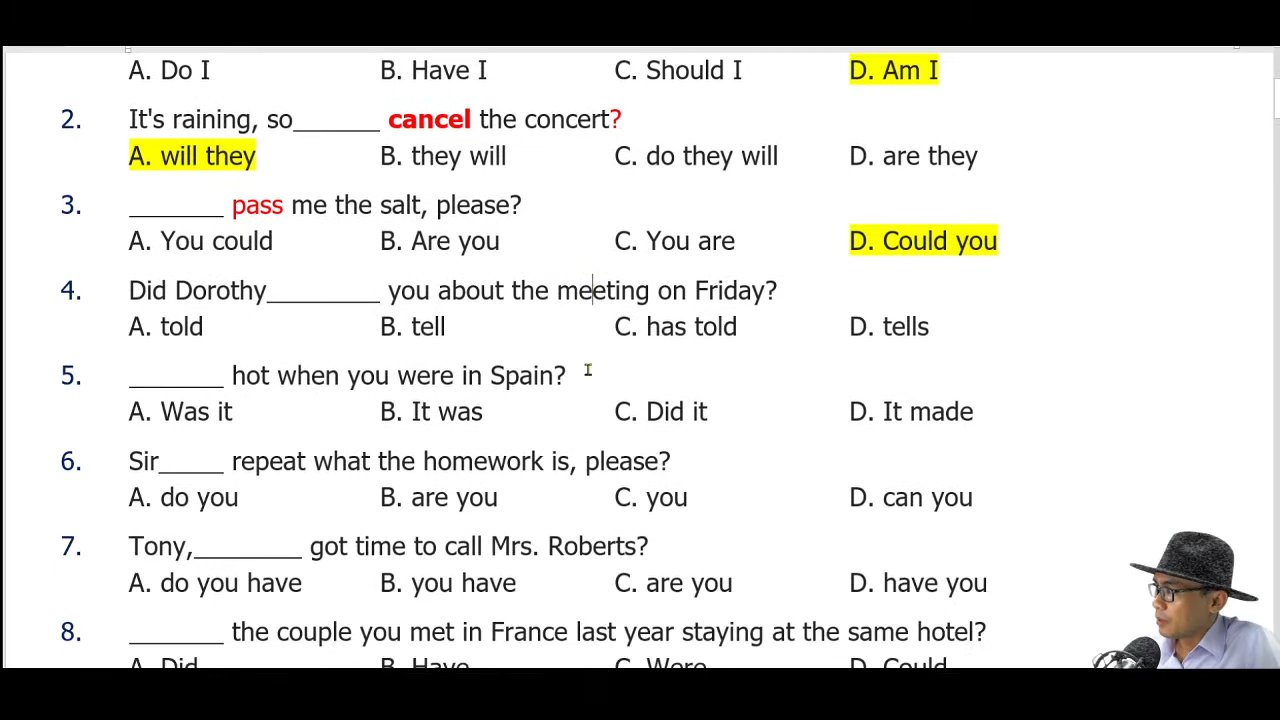 A. Do I B. Have I C. Should I D. Am I
2. It's raining, so_______ cancel the concert?
A. will they B. they will C. do they will D. are they
3. ________ pass me the salt, please?
A. You could B. Are you C. You are D. Could you
4. Did Dorothy_________ you about the meeting on Friday?
A. told B. tell C. has told D. tells
5. ________ hot when you were in Spain?
A. Was it B. It was C. Did it D. It made
6. Sir_____ repeat what the homework is, please?
A. do you B. are you C. you D. can you
7. Tony,_________ got time to call Mrs. Roberts?
A. do you have B. you have C. are you D. have you
8. ________ the couple you met in France last year staying at the same hotel?
A. Did B. Have C. Were D. Could